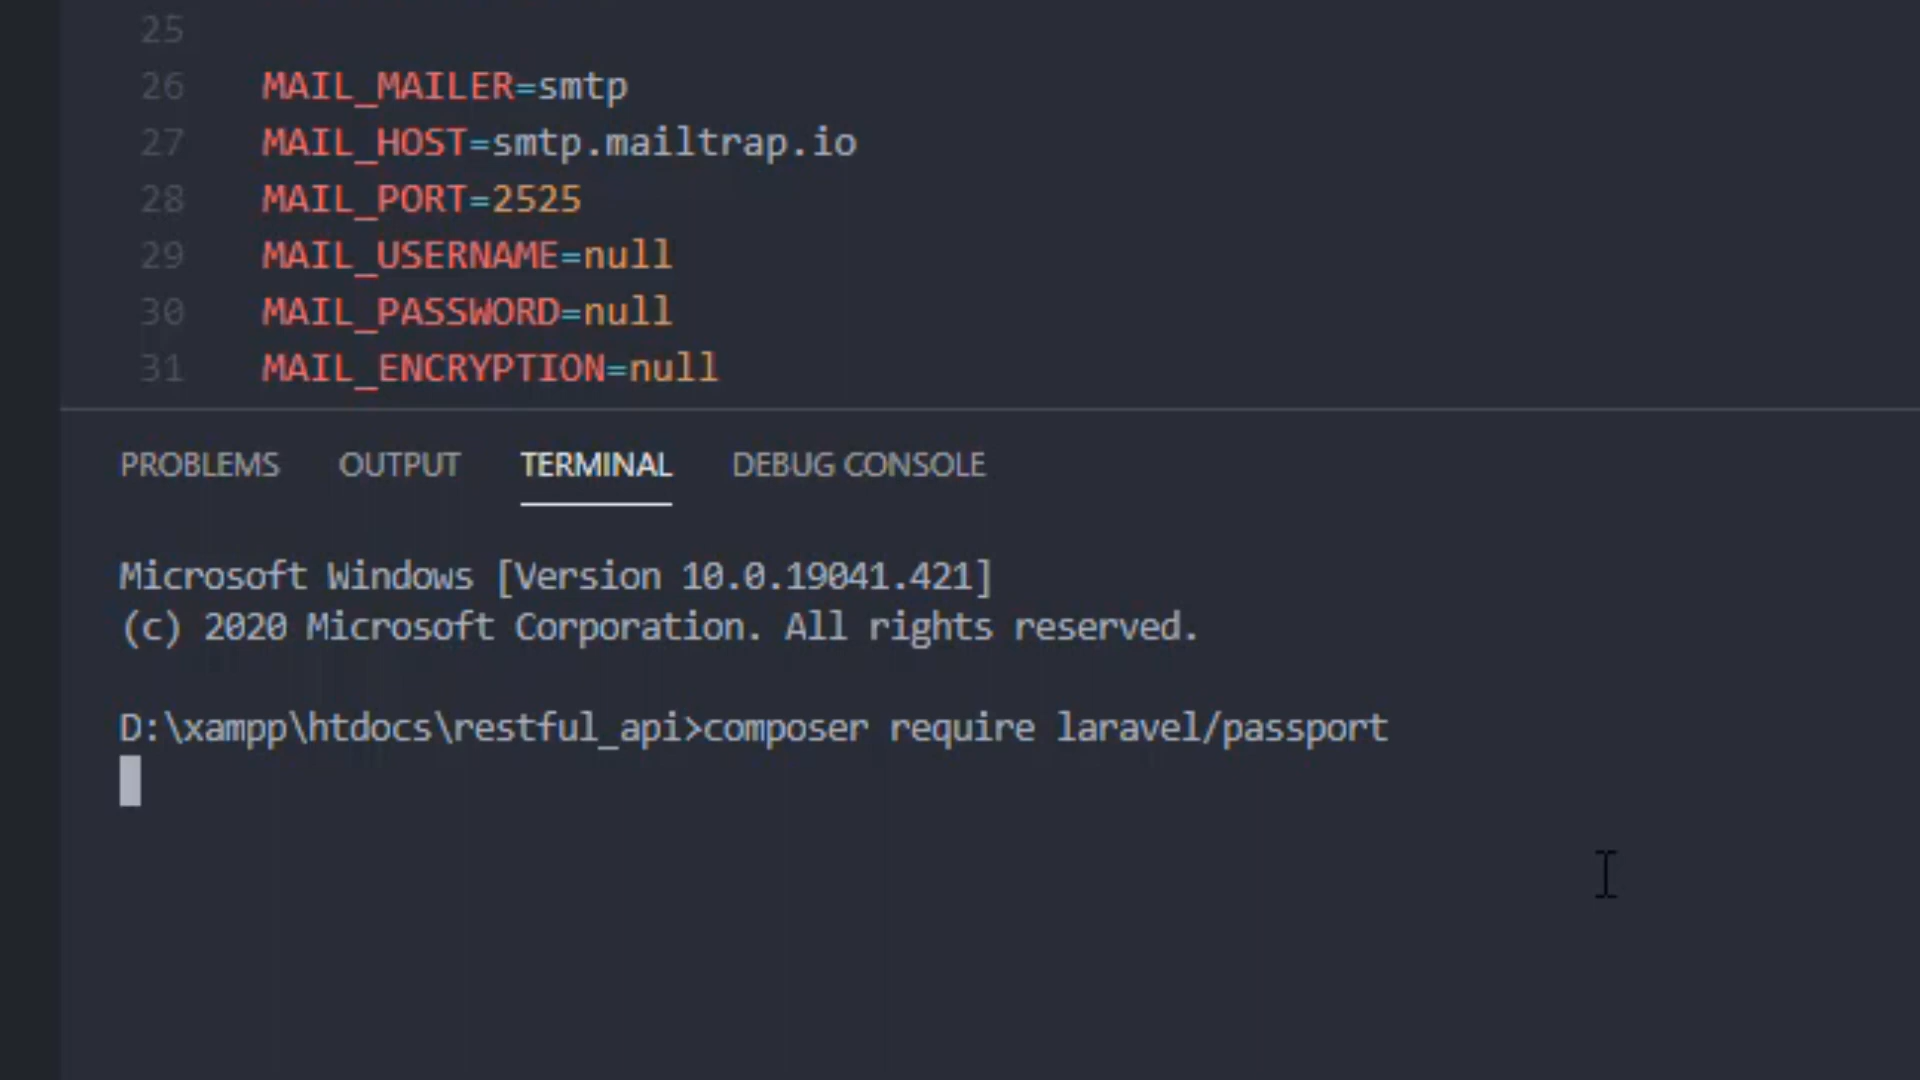 25
26 MAIL_MAILER=smtp
27 MAIL_HOST=smtp.mailtrap.io
28 MAIL_PORT=2525
29 MAIL_USERNAME=null
30 MAIL_PASSWORD=null
31 MAIL_ENCRYPTION=null
PROBLEMS OUTPUT TERMINAL DEBUG CONSOLE
Microsoft Windows [Version 10.0.19041.421]
(c) 2020 Microsoft Corporation. All rights reserved.
D:\xampp\htdocs\restful_api>composer require laravel/passport